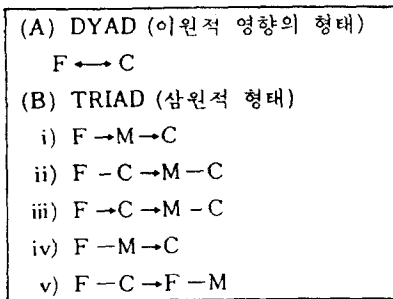 (A) DYAD (이원적 영향의 형태)
F ↔ C
(B) TRIAD (삼원적 형태)
i) F → M → C
ii) F − C → M − C
iii) F → C → M − C
iv) F − M → C
v) F − C → F − M